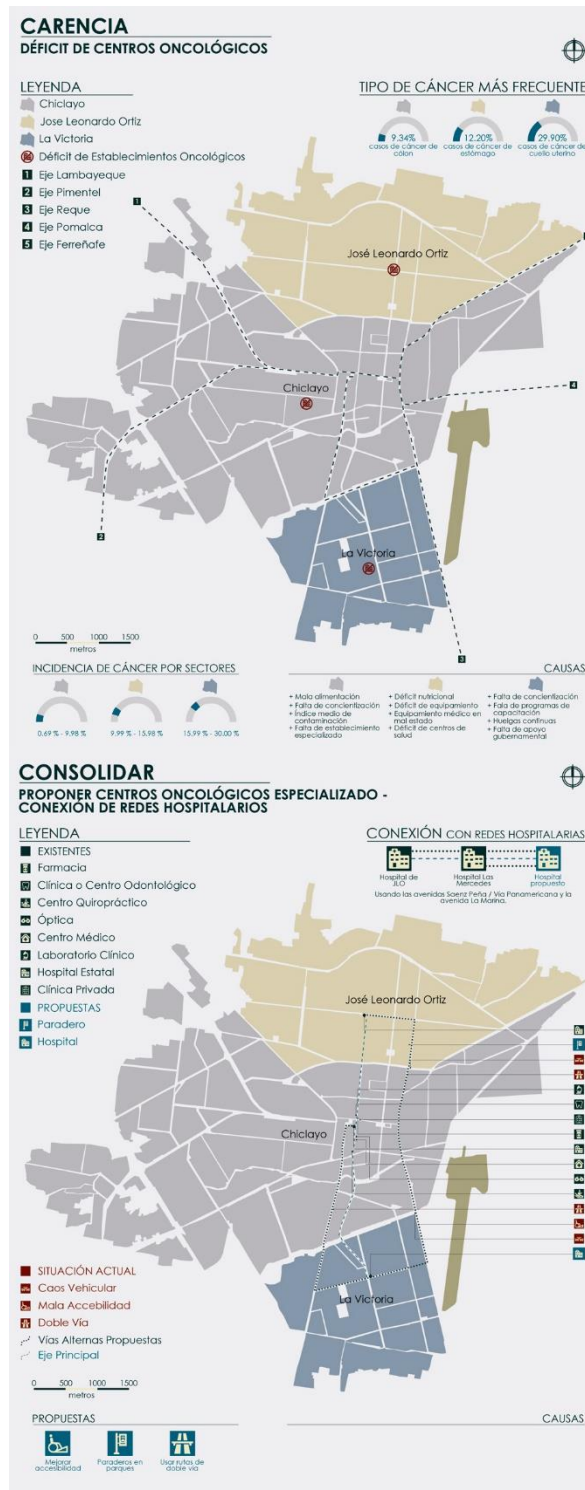 CARENCIA
DÉFICIT DE CENTROS ONCOLÓGICOS
LEYENDA
Chiclayo
Jose Leonardo Ortiz
La Victoria
Déficit de Establecimientos Oncológicos
1 Eje Lambayeque
2 Eje Pimentel
3 Eje Reque
4 Eje Pomalca
5 Eje Ferreñafe
TIPO DE CÁNCER MÁS FRECUENTE
9.34%
casos de cáncer de
cólon
12.20%
casos de cáncer de
estómago
29.90%
casos de cáncer de
cuello uterino
1
José Leonardo Ortiz
Chiclayo
4
2
La Victoria
3
0 500 1000 1500
metros
INCIDENCIA DE CÁNCER POR SECTORES
0.69 % - 9.98 %
9.99 % - 15.98 %
15.99 % - 30.00 %
CAUSAS
+ Mala alimentación
+ Falta de concientización
+ Índice medio de
contaminación
+ Falta de establecimiento
especializado
+ Déficit nutricional
+ Déficit de equipamiento
+ Equipamiento médico en
mal estado
+ Déficit de centros de
salud
+ Falta de concientización
+ Fala de programas de
capacitación
+ Huelgas continuas
+ Falta de apoyo
gubernamental
CONSOLIDAR
PROPONER CENTROS ONCOLÓGICOS ESPECIALIZADO -
CONEXIÓN DE REDES HOSPITALARIOS
LEYENDA
EXISTENTES
Farmacia
Clínica o Centro Odontológico
Centro Quiropráctico
Óptica
Centro Médico
Laboratorio Clínico
Hospital Estatal
Clínica Privada
PROPUESTAS
Paradero
Hospital
CONEXIÓN CON REDES HOSPITALARIAS
Hospital de
JLO
Hospital Las
Mercedes
Hospital
propuesto
Usando las avenidas Saenz Peña / Vía Panamericana y la
avenida La Marina.
José Leonardo Ortiz
Chiclayo
La Victoria
SITUACIÓN ACTUAL
Caos Vehicular
Mala Accebilidad
Doble Vía
Vías Alternas Propuestas
Eje Principal
0 500 1000 1500
metros
PROPUESTAS
Mejorar
accesibilidad
Paraderos en
parques
Usar rutas de
doble vía
CAUSAS